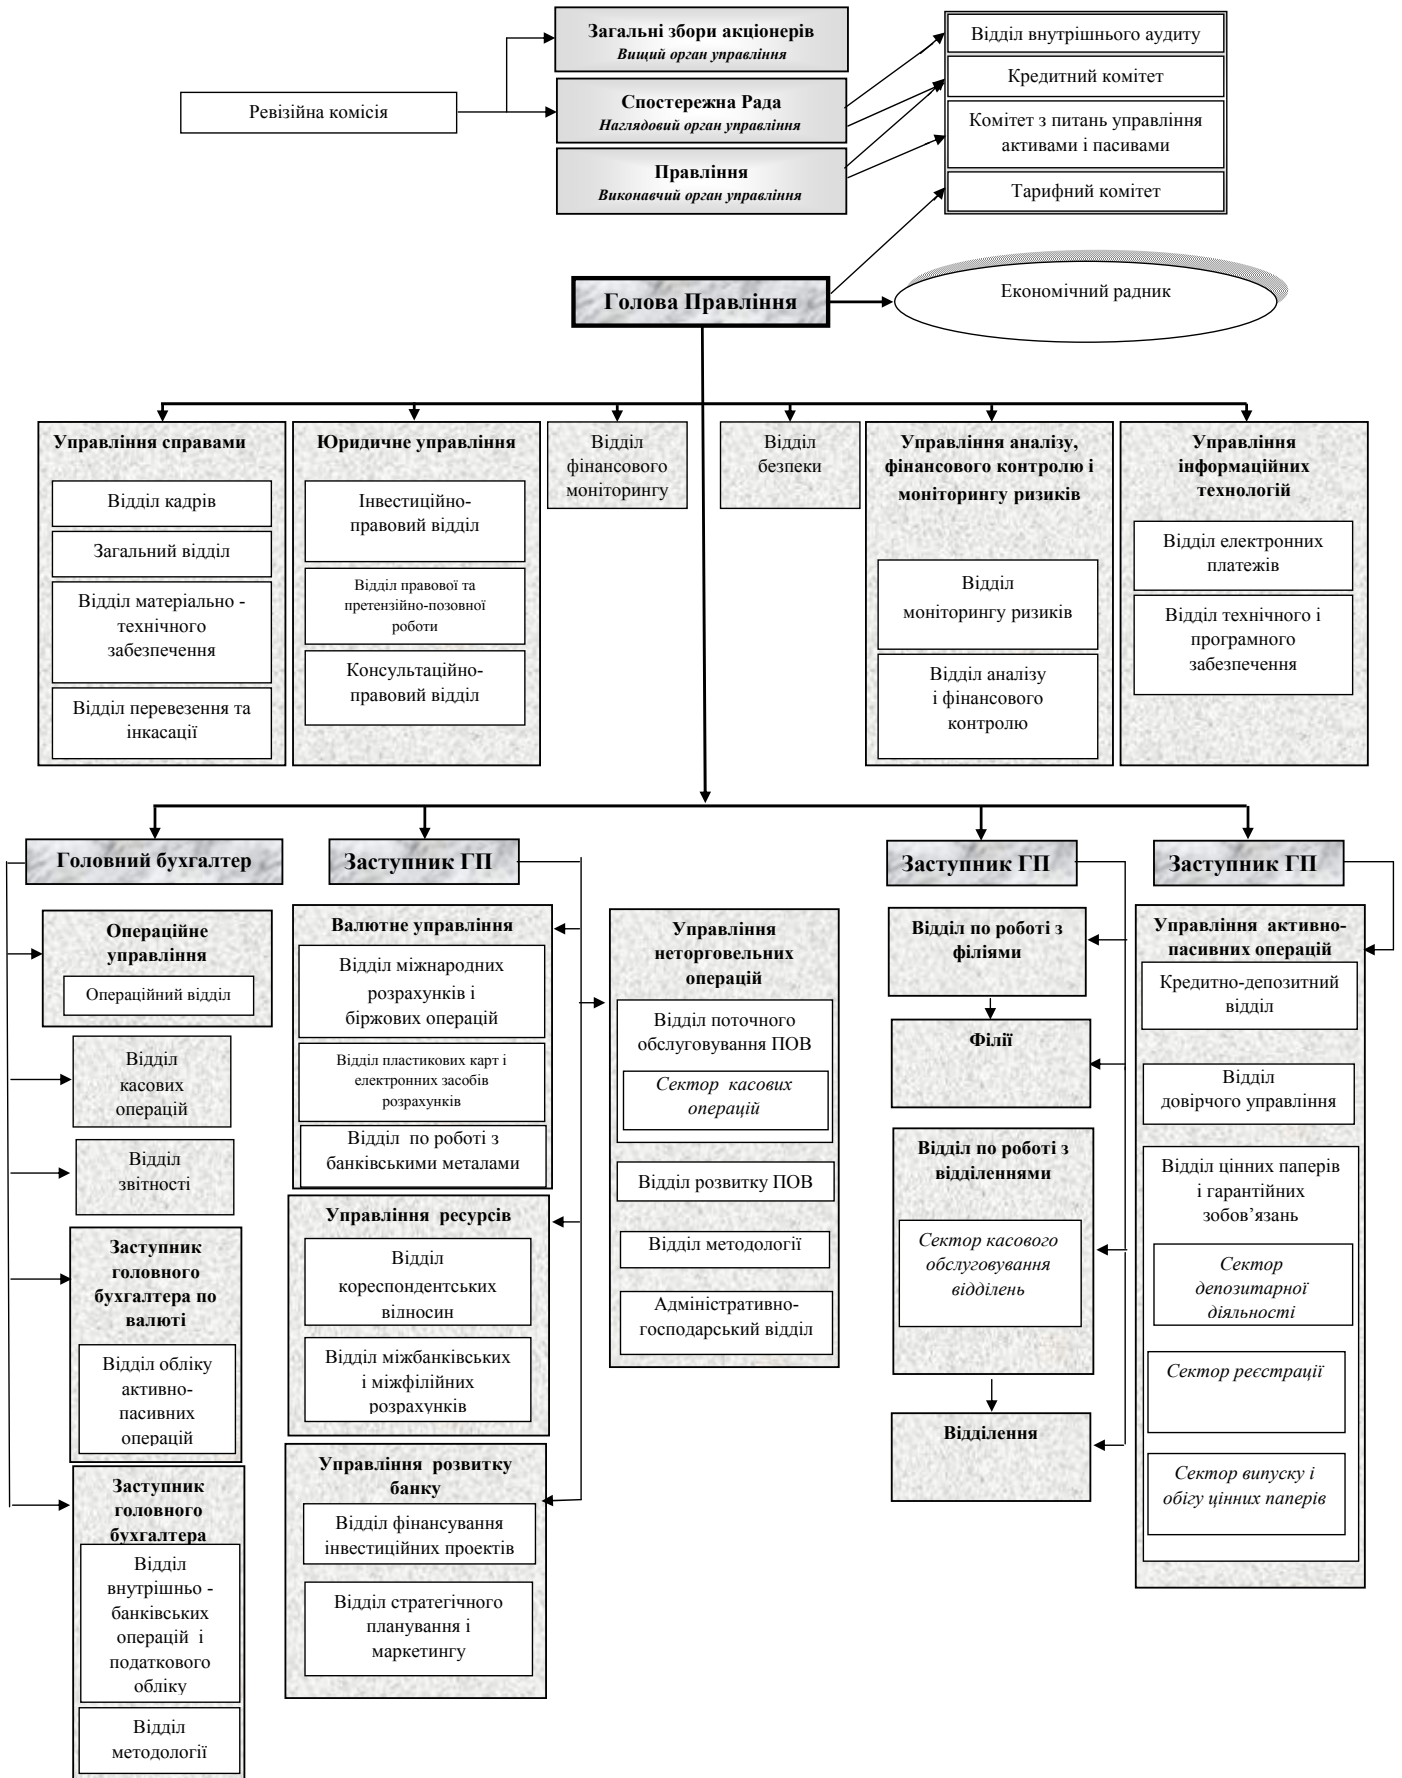 Загальні збори акціонерів
Вищий орган управління
Відділ внутрішнього аудиту
Кредитний комітет
Ревізійна комісія
Спостережна Рада
Наглядовий орган управління
Комітет з питань управління
активами і пасивами
Правління
Виконавчий орган управління
Тарифний комітет
Голова Правління
Економічний радник
Управління справами
Відділ кадрів
Загальний відділ
Відділ матеріально -
технічного
забезпечення
Відділ перевезення та
інкасації
Юридичне управління
Інвестиційно-
правовий відділ
Відділ правової та
претензійно-позовної
роботи
Консультаційно-
правовий відділ
Відділ
фінансового
моніторингу
Відділ
безпеки
Управління аналізу,
фінансового контролю і
моніторингу ризиків
Відділ
моніторингу ризиків
Відділ аналізу
і фінансового
контролю
Управління
інформаційних
технологій
Відділ електронних
платежів
Відділ технічного і
програмного
забезпечення
Головний бухгалтер
Операційне
управління
Операційний відділ
Відділ
касових
операцій
Відділ
звітності
Заступник
головного
бухгалтера по
валюті
Відділ обліку
активно-
пасивних
операцій
Заступник
головного
бухгалтера
Відділ
внутрішньо -
банківських
операцій і
податкового
обліку
Відділ
методології
Заступник ГП
Валютне управління
Відділ міжнародних
розрахунків і
біржових операцій
Відділ пластикових карт і
електронних засобів
розрахунків
Відділ по роботі з
банківськими металами
Управління ресурсів
Відділ
кореспондентських
відносин
Відділ міжбанківських
і міжфілійних
розрахунків
Управління розвитку
банку
Відділ фінансування
інвестиційних проектів
Відділ стратегічного
планування і
маркетингу
Управління
неторговельних
операцій
Відділ поточного
обслуговування ПОВ
Сектор касових
операцій
Відділ розвитку ПОВ
Відділ методології
Адміністративно-
господарський відділ
Заступник ГП
Відділ по роботі з
філіями
Філії
Відділ по роботі з
відділеннями
Сектор касового
обслуговування
відділень
Відділення
Заступник ГП
Управління активно-
пасивних операцій
Кредитно-депозитний
відділ
Відділ
довірчого управління
Відділ цінних паперів
і гарантійних
зобов’язань
Сектор
депозитарної
діяльності
Сектор реєстрації
Сектор випуску і
обігу цінних паперів